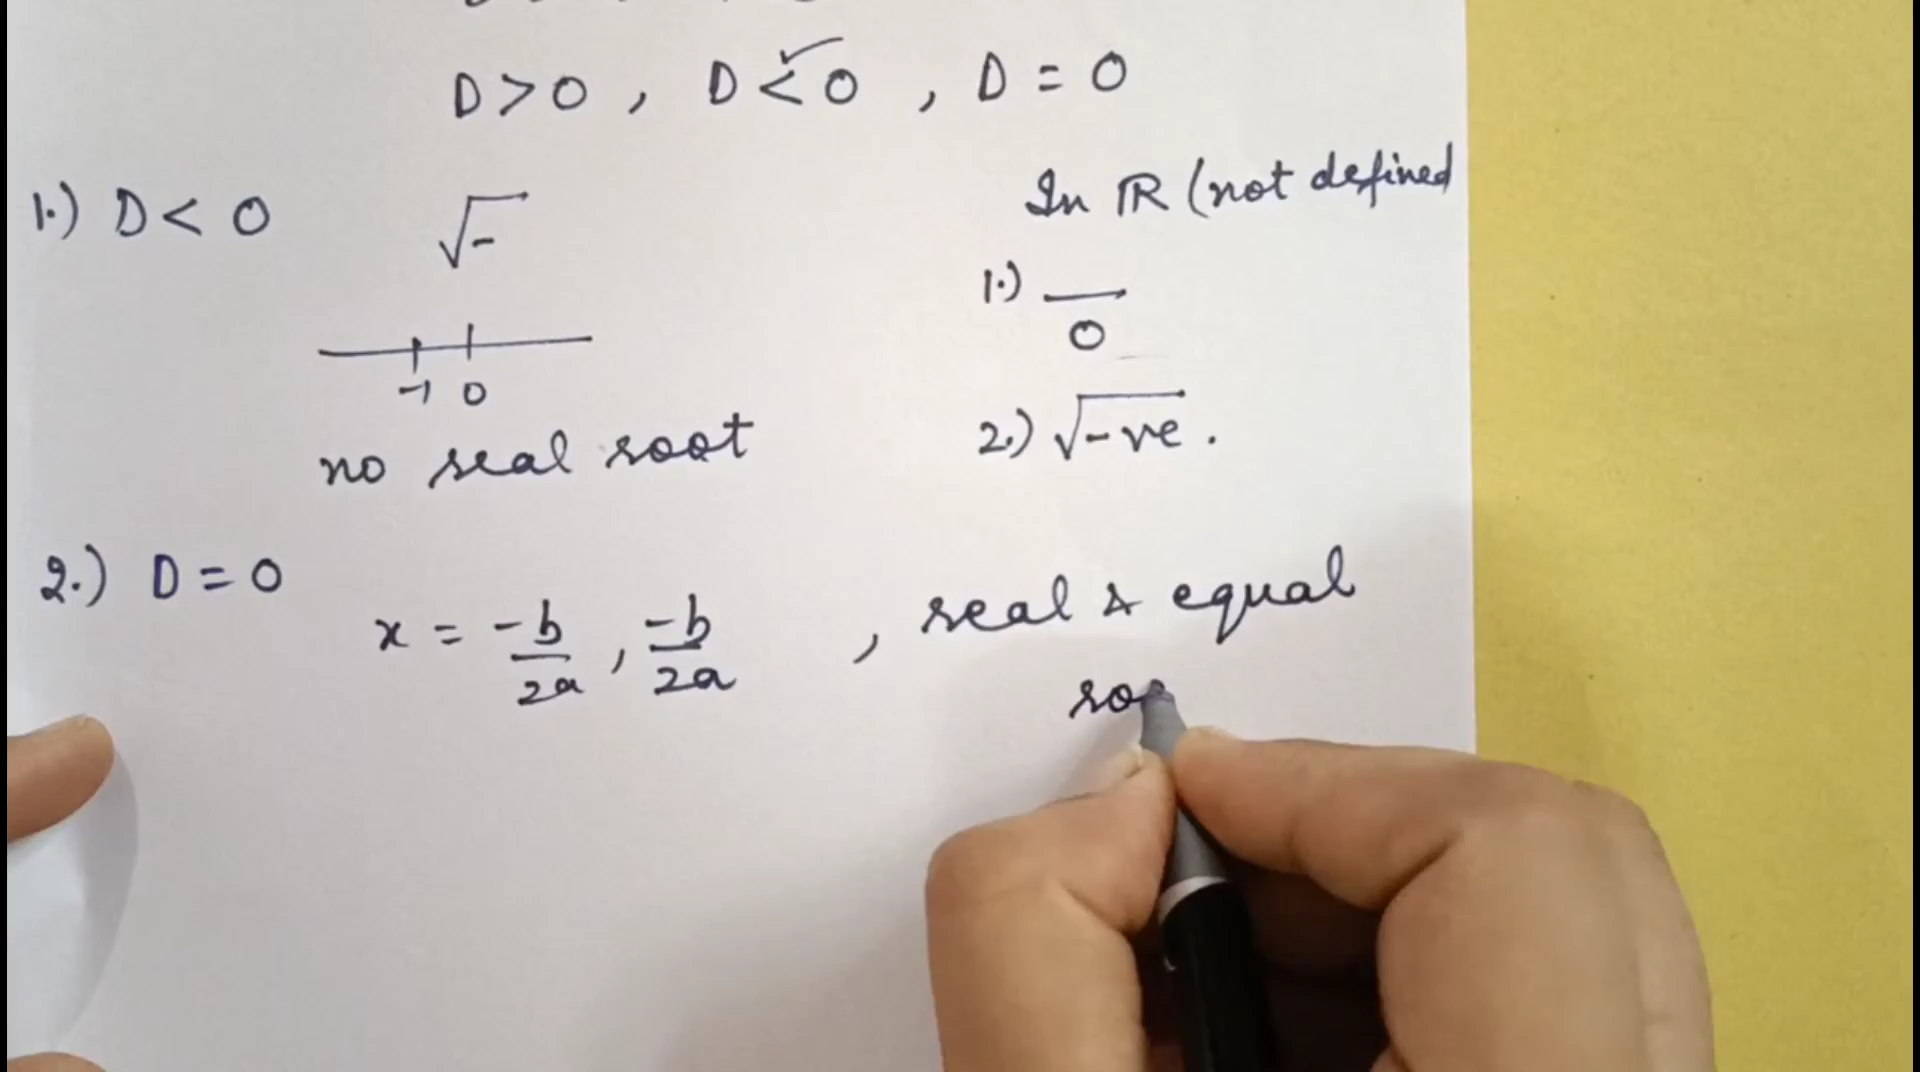 D > 0 , D < 0 , D = 0
1.) D < 0
√-
-1 0
no real root
In R (not defined
1.) — / 0
2.) √-ve .
2.) D = 0
x = -b/2a , -b/2a , real & equal
roo